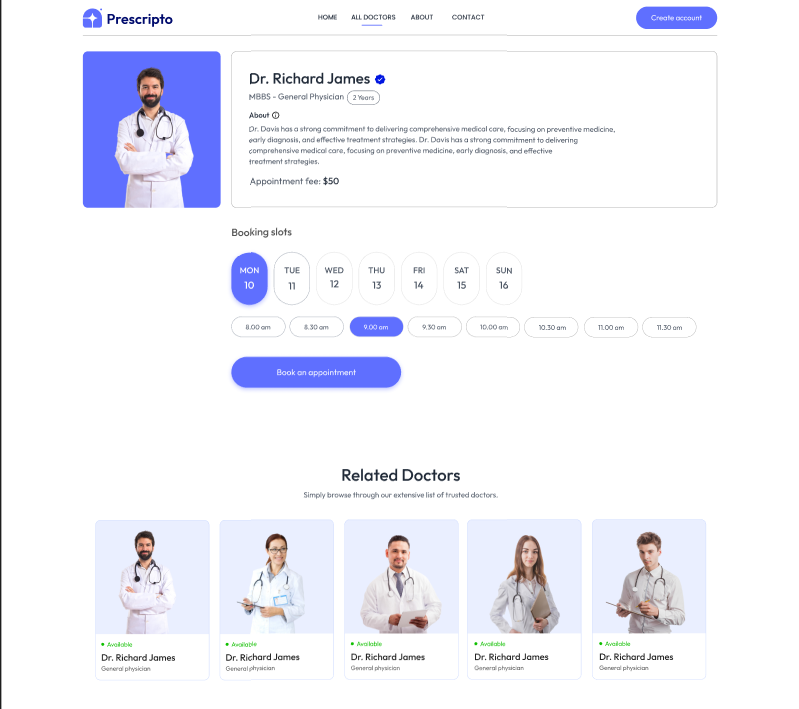 Prescripto
HOME ALL DOCTORS ABOUT CONTACT
Create account
Dr. Richard James
MBBS - General Physician 2 Years
About
Dr. Davis has a strong commitment to delivering comprehensive medical care, focusing on preventive medicine,
early diagnosis, and effective treatment strategies. Dr. Davis has a strong commitment to delivering
comprehensive medical care, focusing on preventive medicine, early diagnosis, and effective
treatment strategies.
Appointment fee: $50
Booking slots
MON TUE WED THU FRI SAT SUN
10 11 12 13 14 15 16
8.00 am 8.30 am 9.00 am 9.30 am 10.00 am 10.30 am 11.00 am 11.30 am
Book an appointment
Related Doctors
Simply browse through our extensive list of trusted doctors.
Available Available Available Available Available
Dr. Richard James Dr. Richard James Dr. Richard James Dr. Richard James Dr. Richard James
General physician General physician General physician General physician General physician